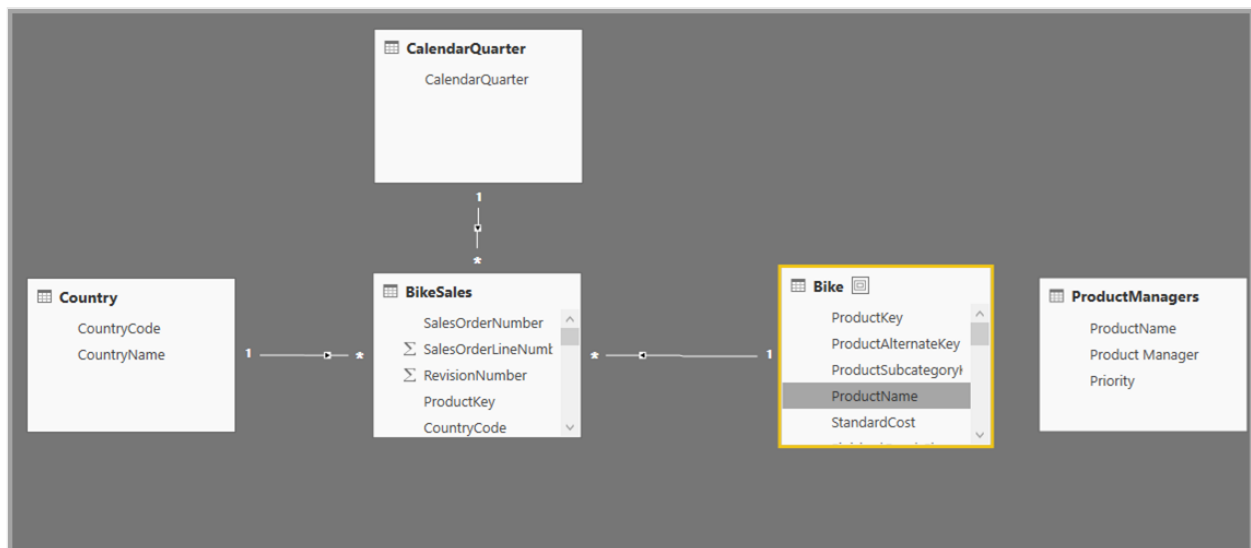 CalendarQuarter
CalendarQuarter
1
*
Country
CountryCode
CountryName
1
*
BikeSales
SalesOrderNumber
∑ SalesOrderLineNumb
∑ RevisionNumber
ProductKey
CountryCode
*
1
Bike
ProductKey
ProductAlternateKey
ProductSubcategoryK
ProductName
StandardCost
ProductManagers
ProductName
Product Manager
Priority